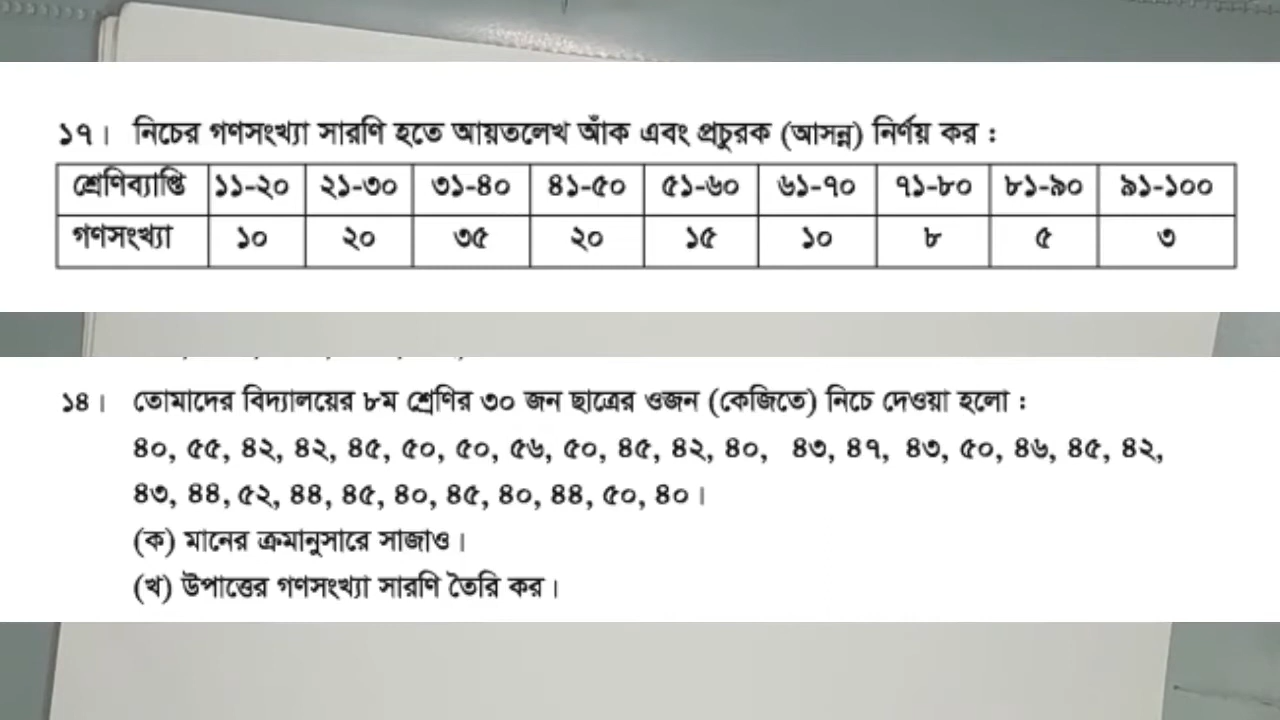 ১৭। নিচের গণসংখ্যা সারণি হতে আয়তলেখ আঁক এবং প্রচুরক (আসন্ন) নির্ণয় কর :
শ্রেণিব্যাপ্তি ১১-২০ ২১-৩০ ৩১-৪০ ৪১-৫০ ৫১-৬০ ৬১-৭০ ৭১-৮০ ৮১-৯০ ৯১-১০০
গণসংখ্যা ১০ ২০ ৩৫ ২০ ১৫ ১০ ৮ ৫ ৩
১৪। তোমাদের বিদ্যালয়ের ৮ম শ্রেণির ৩০ জন ছাত্রের ওজন (কেজিতে) নিচে দেওয়া হলো :
৪০, ৫৫, ৪২, ৪২, ৪৫, ৫০, ৫০, ৫৬, ৫০, ৪৫, ৪২, ৪০, ৪৩, ৪৭, ৪৩, ৫০, ৪৬, ৪৫, ৪২,
৪৩, ৪৪, ৫২, ৪৪, ৪৫, ৪০, ৪৫, ৪০, ৪৪, ৫০, ৪০।
(ক) মানের ক্রমানুসারে সাজাও।
(খ) উপাত্তের গণসংখ্যা সারণি তৈরি কর।